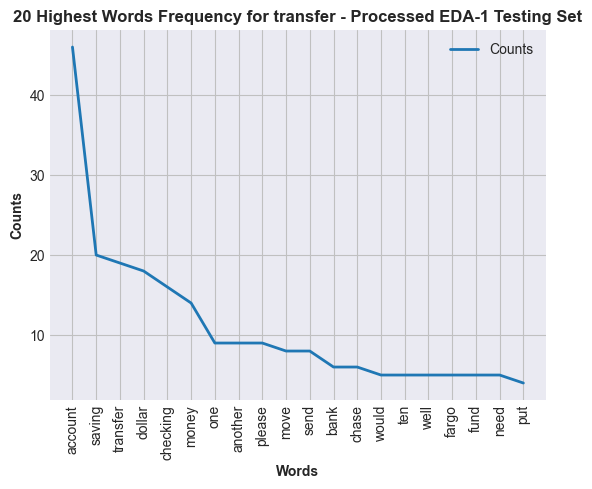 20 Highest Words Frequency for transfer - Processed EDA-1 Testing Set
Counts
40
30
20
10
Counts
account
saving
transfer
dollar
checking
money
one
another
please
move
send
bank
chase
would
ten
well
fargo
fund
need
put
Words